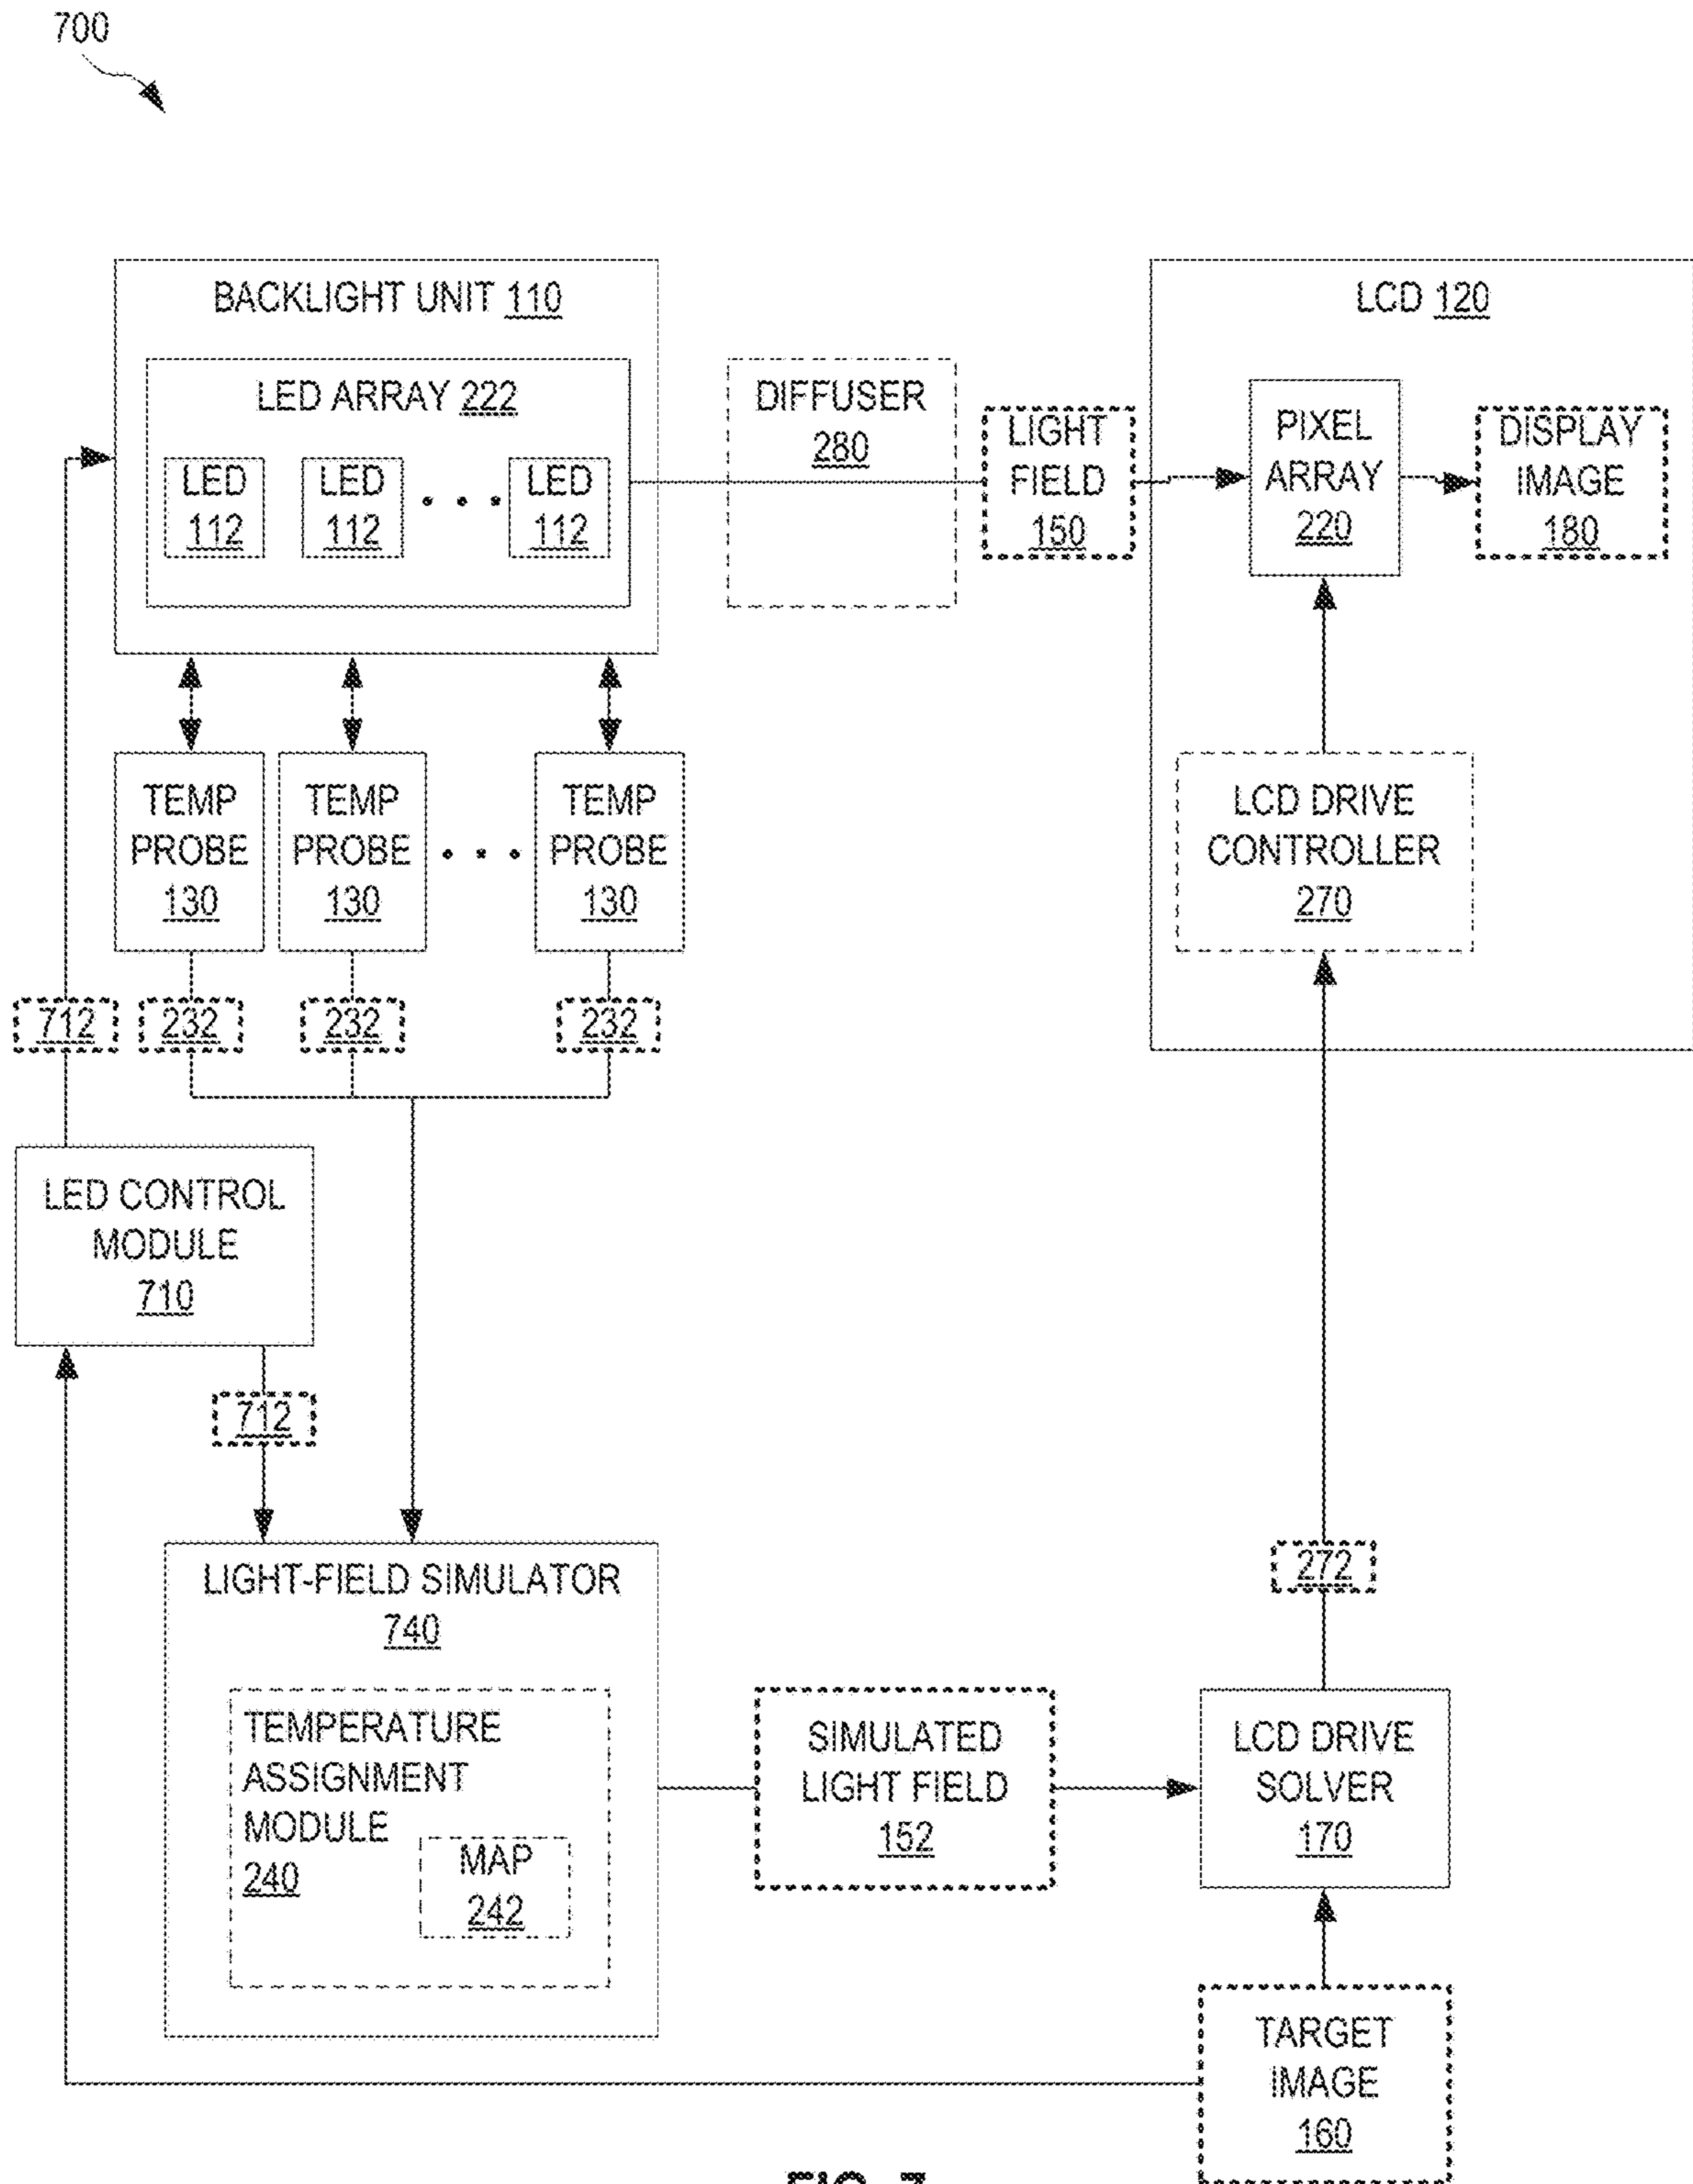 700
BACKLIGHT UNIT 110
LED ARRAY 222
LED
112
LED
112
. . .
LED
112
DIFFUSER
280
LIGHT
FIELD
150
LCD 120
PIXEL
ARRAY
220
DISPLAY
IMAGE
180
TEMP
PROBE
130
TEMP
PROBE
130
. . .
TEMP
PROBE
130
LCD DRIVE
CONTROLLER
270
712
232
232
232
LED CONTROL
MODULE
710
712
LIGHT-FIELD SIMULATOR
740
TEMPERATURE
ASSIGNMENT
MODULE
240
MAP
242
SIMULATED
LIGHT FIELD
152
272
LCD DRIVE
SOLVER
170
TARGET
IMAGE
160
FIG. 7